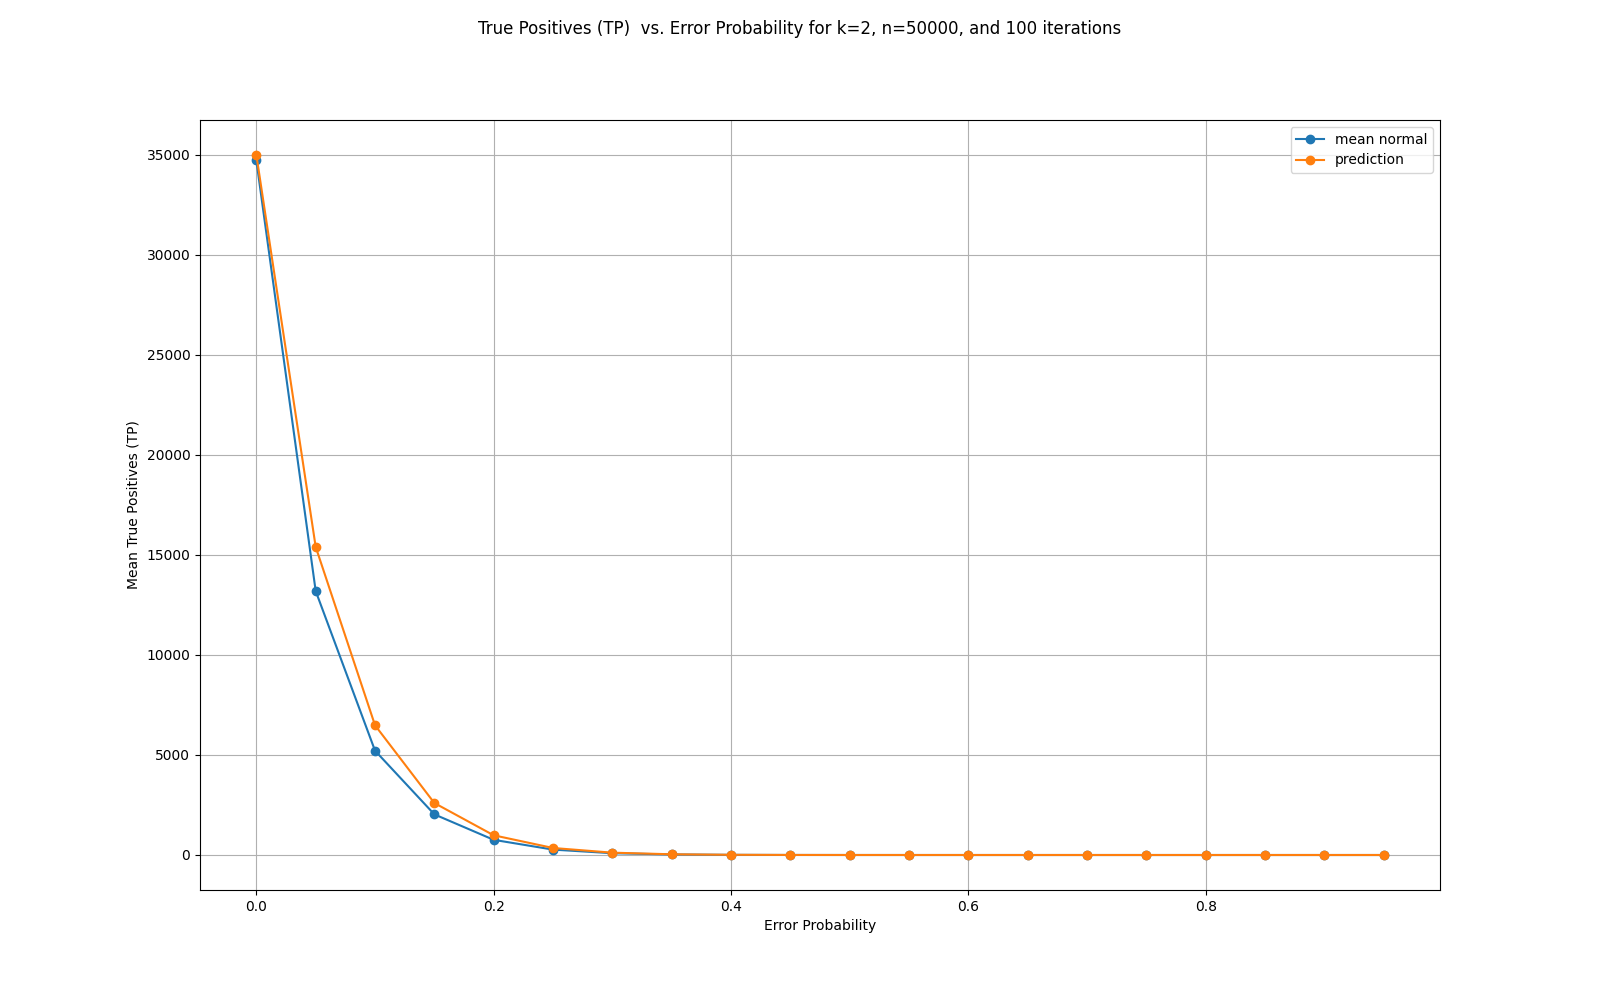 True Positives (TP)  vs. Error Probability for k=2, n=50000, and 100 iterations
mean normal
prediction
35000
30000
25000
20000
15000
10000
5000
0
Mean True Positives (TP)
0.0 0.2 0.4 0.6 0.8
Error Probability